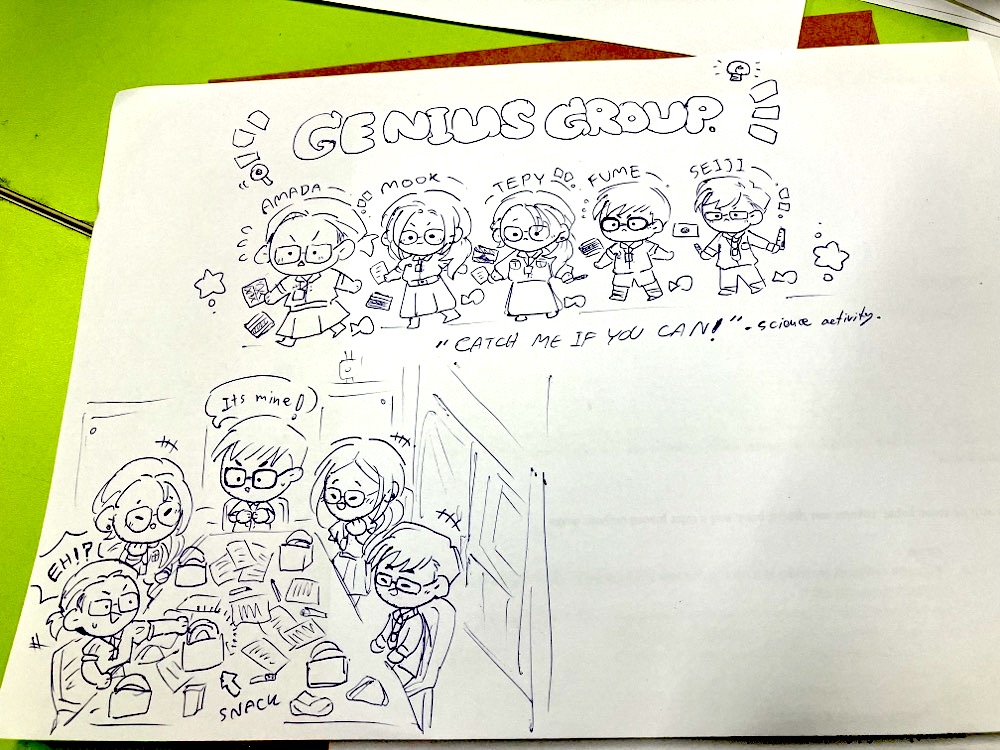 GENIUS GROUP.
AMADA
MOOK
TEPY
FUME
SEIJI
"CATCH ME IF YOU CAN!" - science activity.
Its mine!
EH!?
SNACK